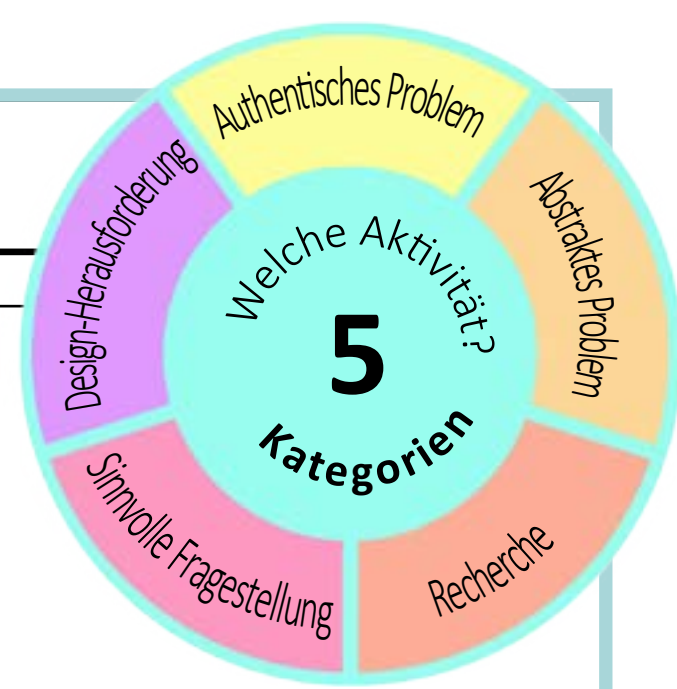 Authentisches Problem
Abstraktes Problem
Recherche
Sinnvolle Fragestellung
Design-Herausforderung
Welche Aktivität?
5
Kategorien